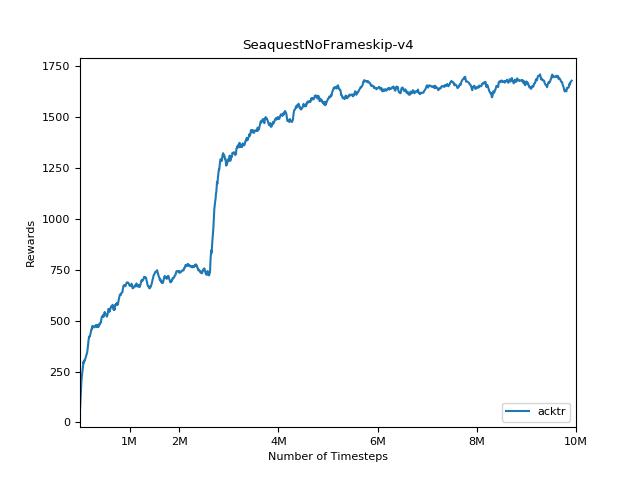 SeaquestNoFrameskip-v4
1750
1500
1250
1000
750
500
250
0
Rewards
acktr
1M 2M 4M 6M 8M 10M
Number of Timesteps